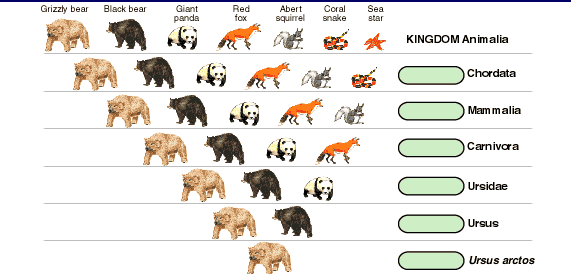 Grizzly bear Black bear Giant panda Red fox Abert squirrel Coral snake Sea star
KINGDOM Animalia
Chordata
Mammalia
Carnivora
Ursidae
Ursus
Ursus arctos